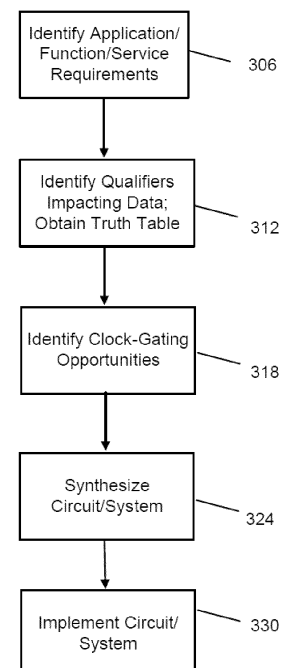 Identify Application/
Function/Service
Requirements
306
Identify Qualifiers
Impacting Data;
Obtain Truth Table
312
Identify Clock-Gating
Opportunities
318
Synthesize
Circuit/System
324
Implement Circuit/
System
330